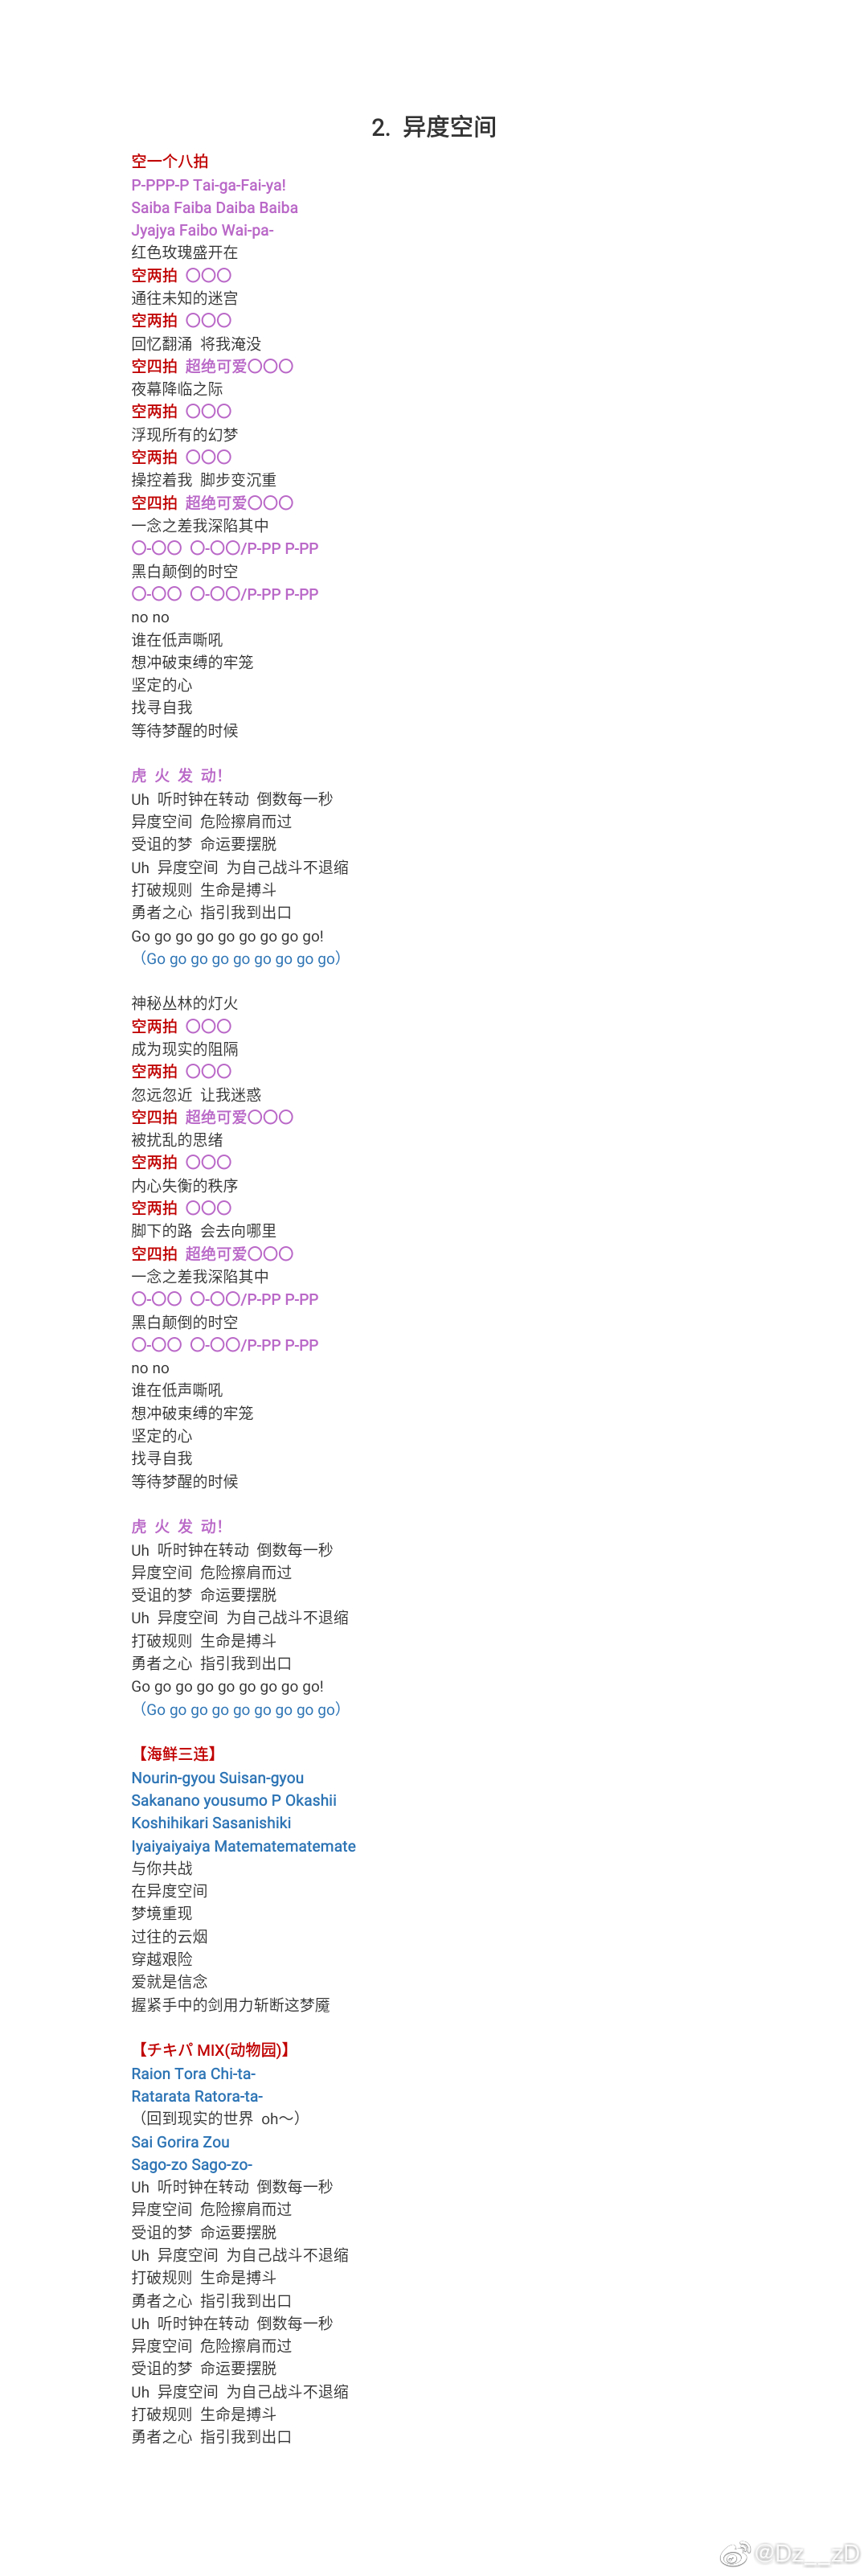 2.  异度空间
空一个八拍
P-PPP-P Tai-ga-Fai-ya!
Saiba Faiba Daiba Baiba
Jyajya Faibo Wai-pa-
红色玫瑰盛开在
空两拍  〇〇〇
通往未知的迷宫
空两拍  〇〇〇
回忆翻涌  将我淹没
空四拍  超绝可爱〇〇〇
夜幕降临之际
空两拍  〇〇〇
浮现所有的幻梦
空两拍  〇〇〇
操控着我  脚步变沉重
空四拍  超绝可爱〇〇〇
一念之差我深陷其中
〇-〇〇  〇-〇〇/P-PP P-PP
黑白颠倒的时空
〇-〇〇  〇-〇〇/P-PP P-PP
no no
谁在低声嘶吼
想冲破束缚的牢笼
坚定的心
找寻自我
等待梦醒的时候
虎  火  发  动！
Uh  听时钟在转动  倒数每一秒
异度空间  危险擦肩而过
受诅的梦  命运要摆脱
Uh  异度空间  为自己战斗不退缩
打破规则  生命是搏斗
勇者之心  指引我到出口
Go go go go go go go go go!
（Go go go go go go go go go）
神秘丛林的灯火
空两拍  〇〇〇
成为现实的阻隔
空两拍  〇〇〇
忽远忽近  让我迷惑
空四拍  超绝可爱〇〇〇
被扰乱的思绪
空两拍  〇〇〇
内心失衡的秩序
空两拍  〇〇〇
脚下的路  会去向哪里
空四拍  超绝可爱〇〇〇
一念之差我深陷其中
〇-〇〇  〇-〇〇/P-PP P-PP
黑白颠倒的时空
〇-〇〇  〇-〇〇/P-PP P-PP
no no
谁在低声嘶吼
想冲破束缚的牢笼
坚定的心
找寻自我
等待梦醒的时候
虎  火  发  动！
Uh  听时钟在转动  倒数每一秒
异度空间  危险擦肩而过
受诅的梦  命运要摆脱
Uh  异度空间  为自己战斗不退缩
打破规则  生命是搏斗
勇者之心  指引我到出口
Go go go go go go go go go!
（Go go go go go go go go go）
【海鲜三连】
Nourin-gyou Suisan-gyou
Sakanano yousumo P Okashii
Koshihikari Sasanishiki
Iyaiyaiyaiya Matematematemate
与你共战
在异度空间
梦境重现
过往的云烟
穿越艰险
爱就是信念
握紧手中的剑用力斩断这梦魇
【チキパ MIX(动物园)】
Raion Tora Chi-ta-
Ratarata Ratora-ta-
（回到现实的世界  oh～）
Sai Gorira Zou
Sago-zo Sago-zo-
Uh  听时钟在转动  倒数每一秒
异度空间  危险擦肩而过
受诅的梦  命运要摆脱
Uh  异度空间  为自己战斗不退缩
打破规则  生命是搏斗
勇者之心  指引我到出口
Uh  听时钟在转动  倒数每一秒
异度空间  危险擦肩而过
受诅的梦  命运要摆脱
Uh  异度空间  为自己战斗不退缩
打破规则  生命是搏斗
勇者之心  指引我到出口
@Dz__zD